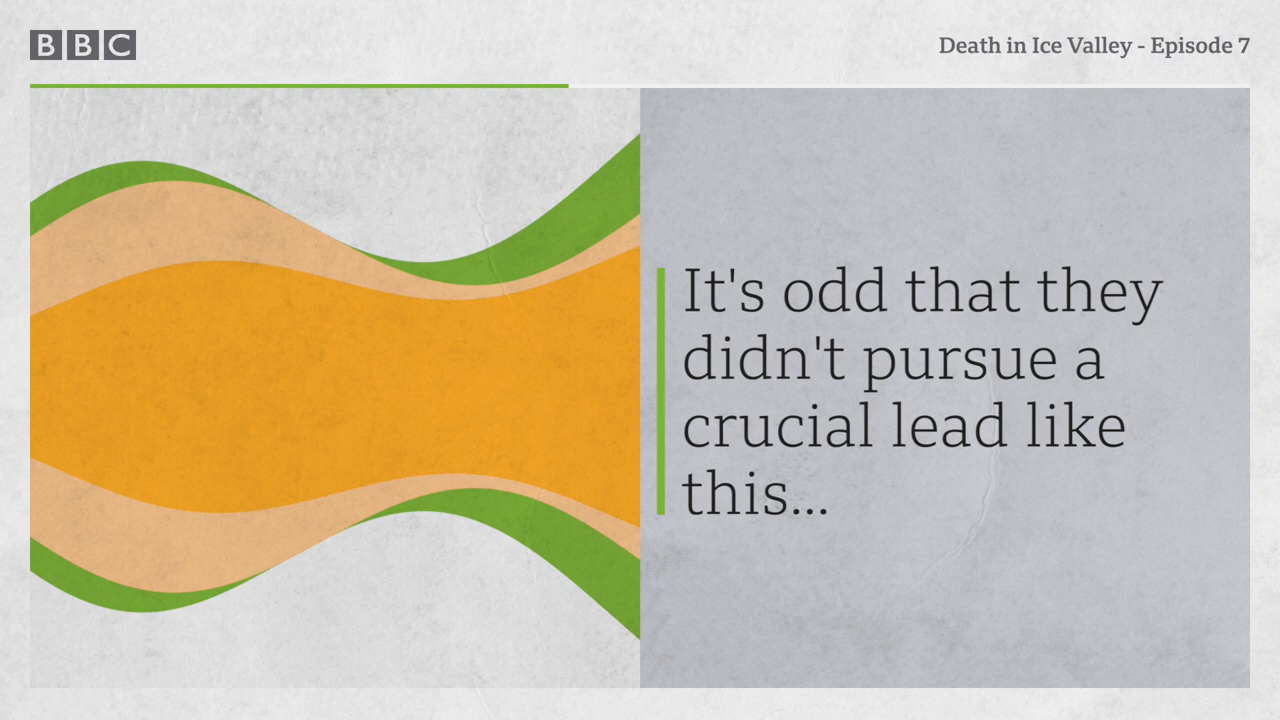 BBC
Death in Ice Valley - Episode 7
It's odd that they
didn't pursue a
crucial lead like
this...